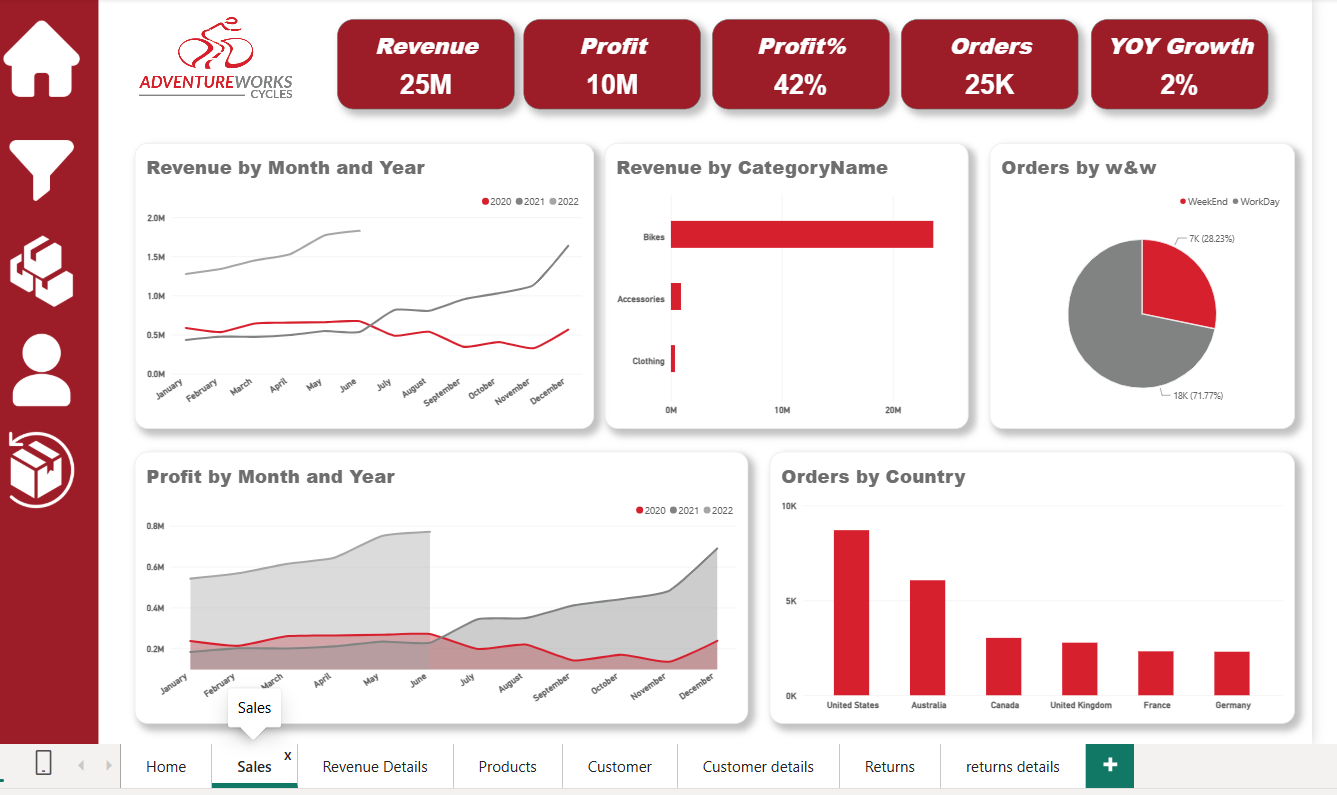 Revenue
25M
Profit
10M
Profit%
42%
Orders
25K
YOY Growth
2%
ADVENTUREWORKS
CYCLES
Revenue by Month and Year
2020 2021 2022
2.0M
1.5M
1.0M
0.5M
0.0M
January February March April May June July August September October November December
Revenue by CategoryName
Bikes
Accessories
Clothing
0M 10M 20M
Orders by w&w
WeekEnd WorkDay
7K (28.23%)
18K (71.77%)
Profit by Month and Year
2020 2021 2022
0.8M
0.6M
0.4M
0.2M
January February March April May June July August September October November December
Orders by Country
10K
5K
0K
United States Australia Canada United Kingdom France Germany
Sales
Home Sales x Revenue Details Products Customer Customer details Returns returns details +